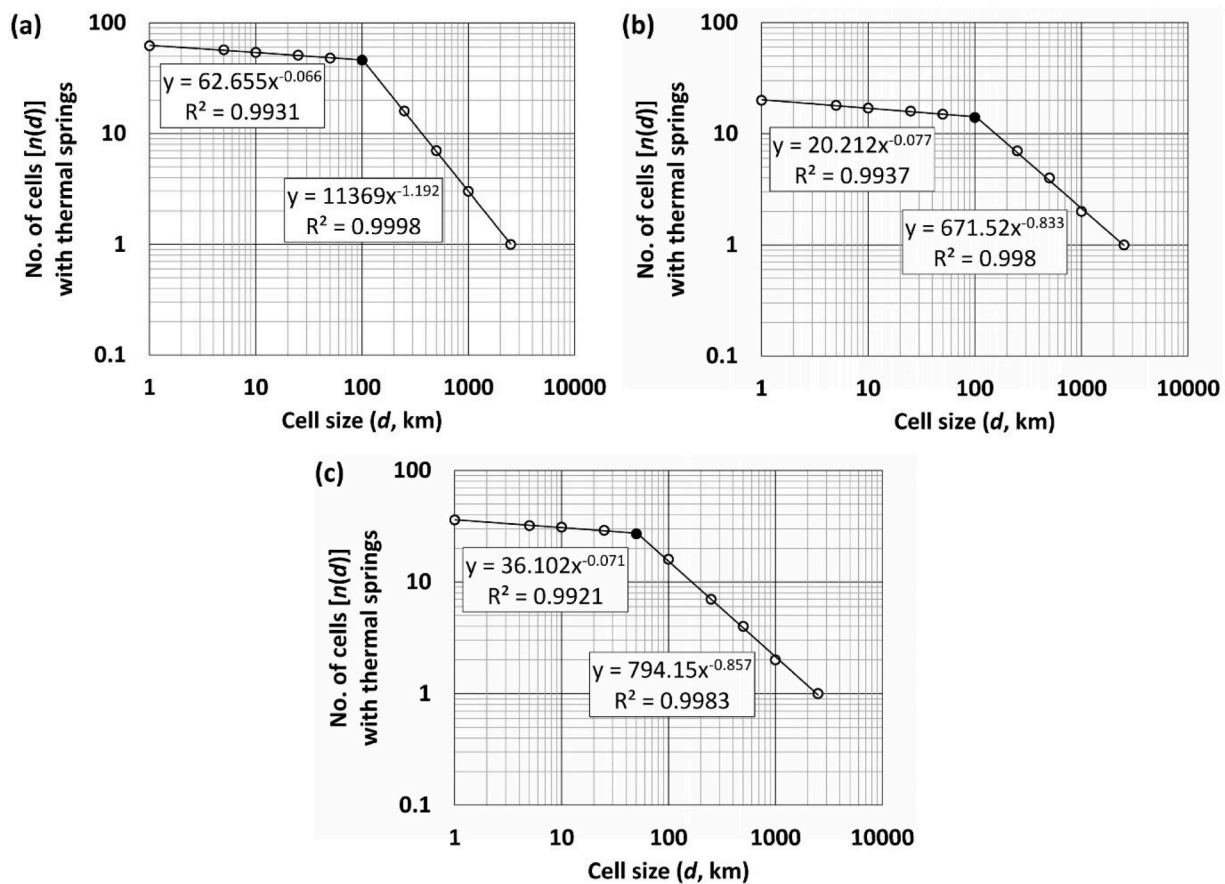 (a)
No. of cells [n(d)]
with thermal springs
100
10
1
0.1
y = 62.655x^-0.066
R² = 0.9931
y = 11369x^-1.192
R² = 0.9998
1 10 100 1000 10000
Cell size (d, km)
(b)
No. of cells [n(d)]
with thermal springs
100
10
1
0.1
y = 20.212x^-0.077
R² = 0.9937
y = 671.52x^-0.833
R² = 0.998
1 10 100 1000 10000
Cell size (d, km)
(c)
No. of cells [n(d)]
with thermal springs
100
10
1
0.1
y = 36.102x^-0.071
R² = 0.9921
y = 794.15x^-0.857
R² = 0.9983
1 10 100 1000 10000
Cell size (d, km)